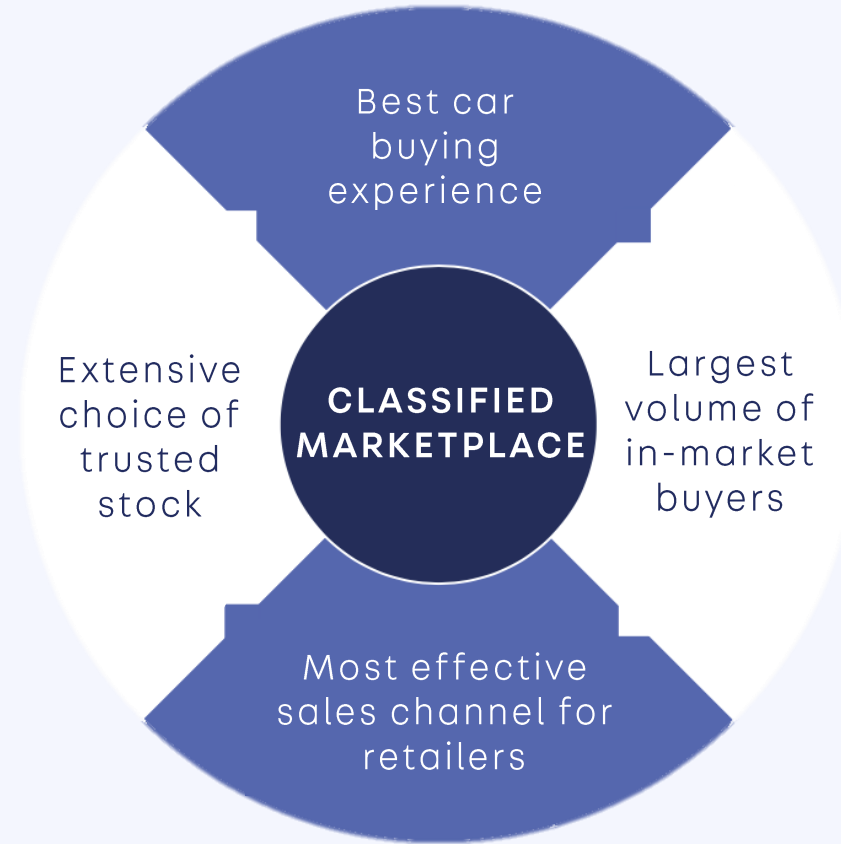 Best car
buying
experience
Extensive
choice of
trusted
stock
CLASSIFIED
MARKETPLACE
Largest
volume of
in-market
buyers
Most effective
sales channel for
retailers